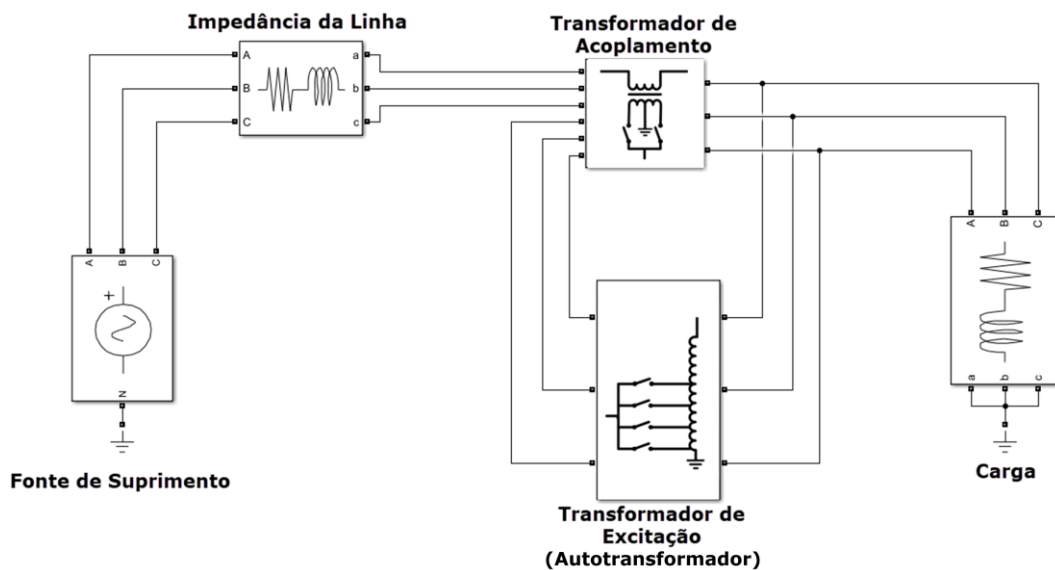 Impedância da Linha
Transformador de
Acoplamento
A
B
C
a
b
c
A
B
C
+
N
A
B
C
a
b
c
Fonte de Suprimento
Carga
Transformador de
Excitação
(Autotransformador)